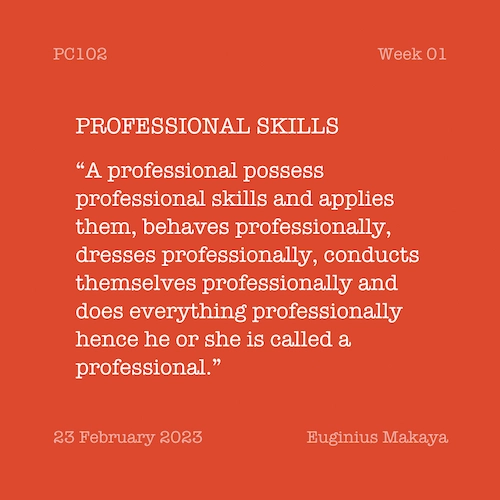 PC102
Week 01
PROFESSIONAL SKILLS
“A professional possess
professional skills and applies
them, behaves professionally,
dresses professionally, conducts
themselves professionally and
does everything professionally
hence he or she is called a
professional.”
23 February 2023
Euginius Makaya